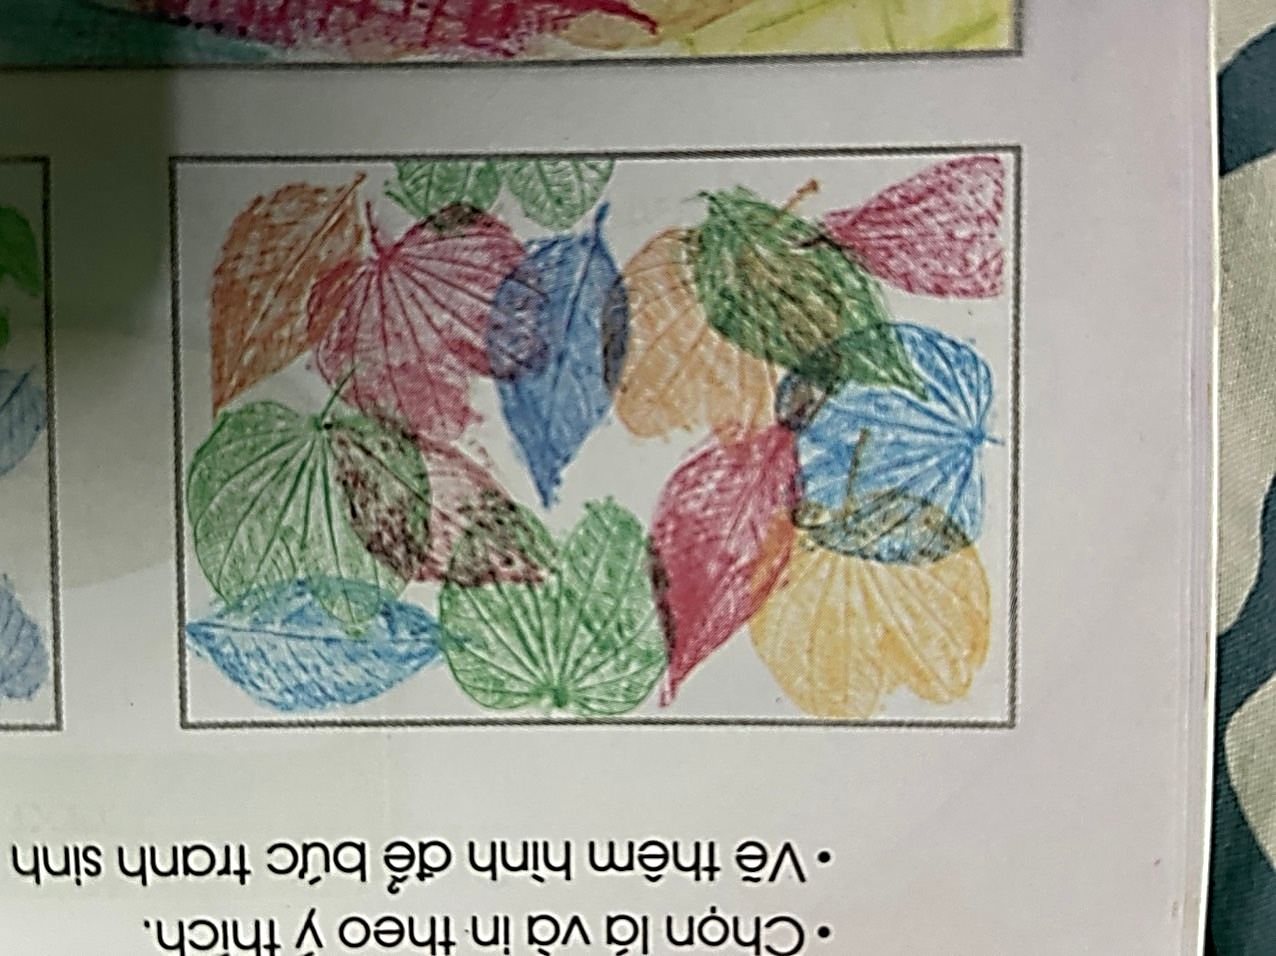 • Chọn lá và in theo ý thích.
• Vẽ thêm hình để bức tranh sinh